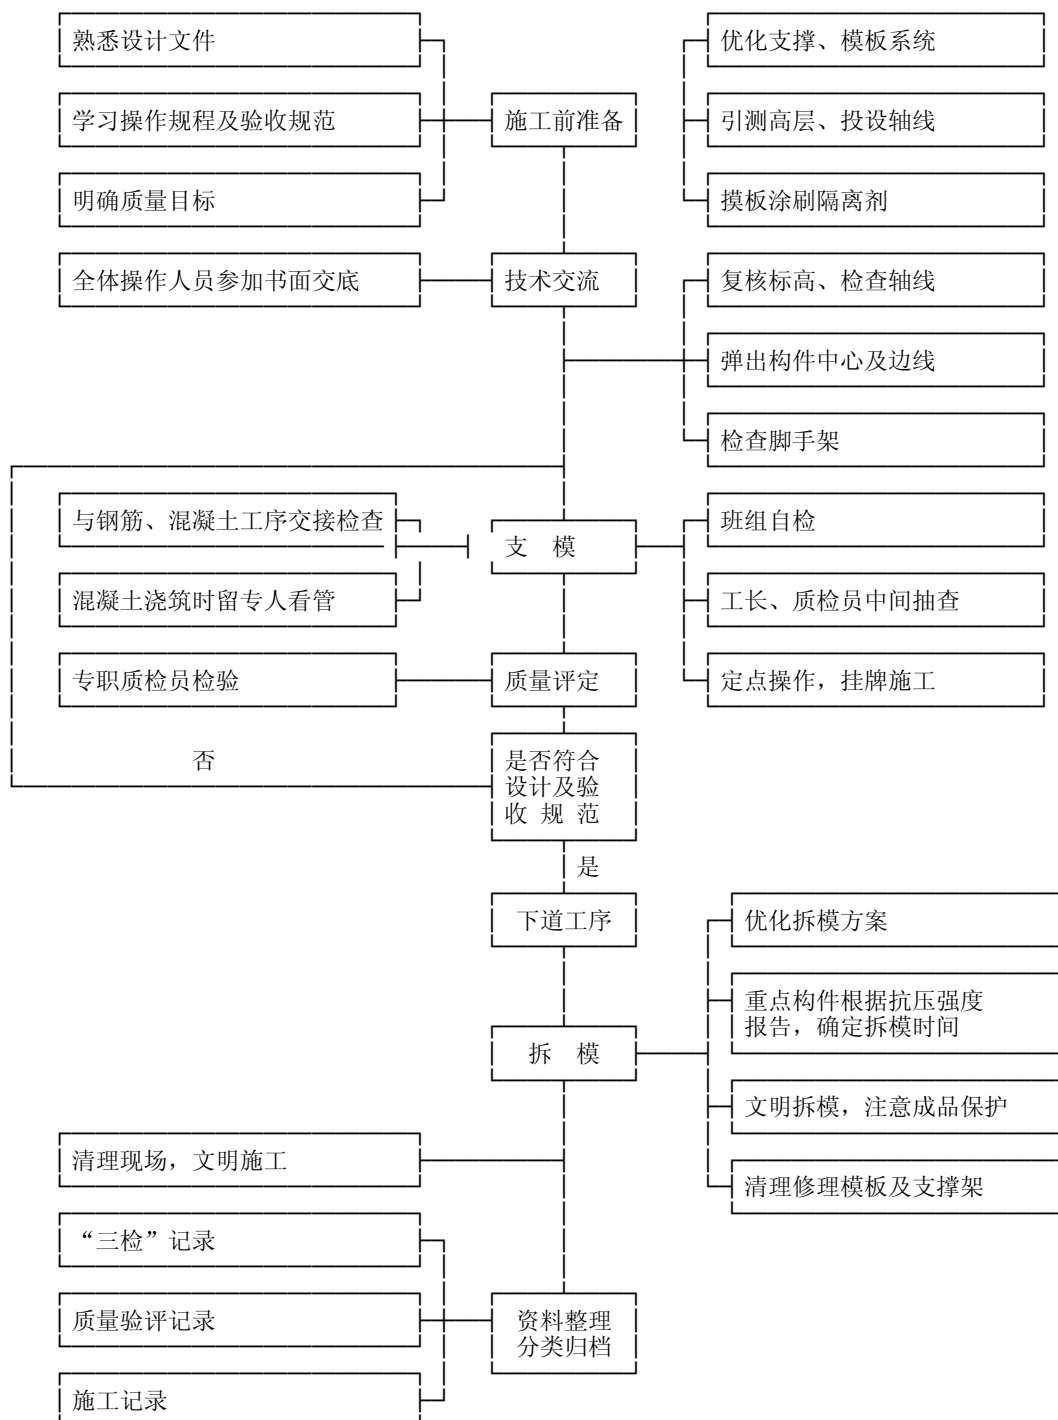 熟悉设计文件
优化支撑、模板系统
学习操作规程及验收规范
施工前准备
引测高层、投设轴线
明确质量目标
摸板涂刷隔离剂
全体操作人员参加书面交底
技术交流
复核标高、检查轴线
弹出构件中心及边线
检查脚手架
与钢筋、混凝土工序交接检查
支 模
班组自检
混凝土浇筑时留专人看管
工长、质检员中间抽查
专职质检员检验
质量评定
定点操作，挂牌施工
否
是否符合
设计及验
收 规 范
是
下道工序
优化拆模方案
重点构件根据抗压强度
报告，确定拆模时间
拆 模
文明拆模，注意成品保护
清理现场，文明施工
清理修理模板及支撑架
“三检”记录
质量验评记录
资料整理
分类归档
施工记录